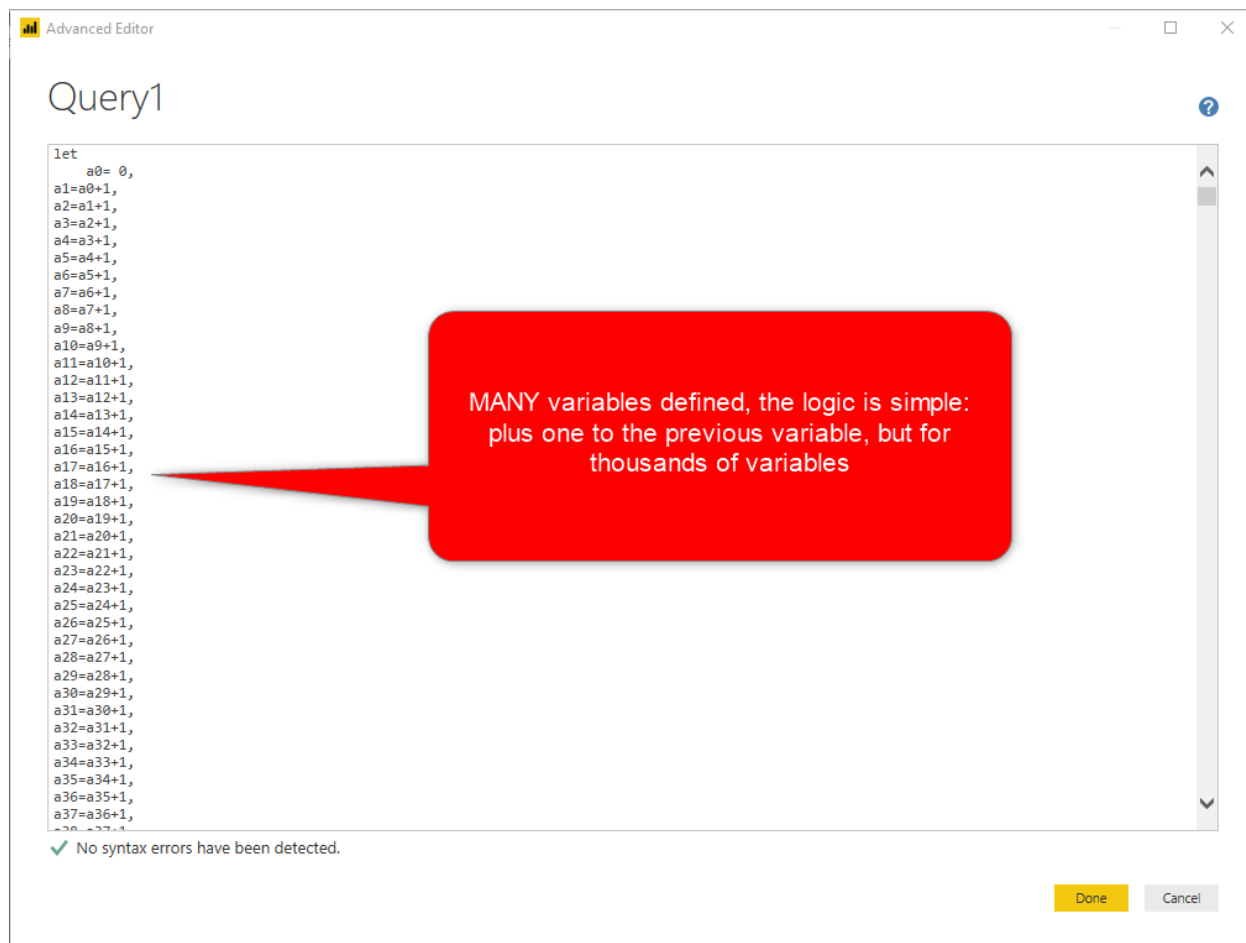 Advanced Editor
Query1
let
a0= 0,
a1=a0+1,
a2=a1+1,
a3=a2+1,
a4=a3+1,
a5=a4+1,
a6=a5+1,
a7=a6+1,
a8=a7+1,
a9=a8+1,
a10=a9+1,
a11=a10+1,
a12=a11+1,
a13=a12+1,
a14=a13+1,
a15=a14+1,
a16=a15+1,
a17=a16+1,
a18=a17+1,
a19=a18+1,
a20=a19+1,
a21=a20+1,
a22=a21+1,
a23=a22+1,
a24=a23+1,
a25=a24+1,
a26=a25+1,
a27=a26+1,
a28=a27+1,
a29=a28+1,
a30=a29+1,
a31=a30+1,
a32=a31+1,
a33=a32+1,
a34=a33+1,
a35=a34+1,
a36=a35+1,
a37=a36+1,
MANY variables defined, the logic is simple:
plus one to the previous variable, but for
thousands of variables
No syntax errors have been detected.
Done
Cancel